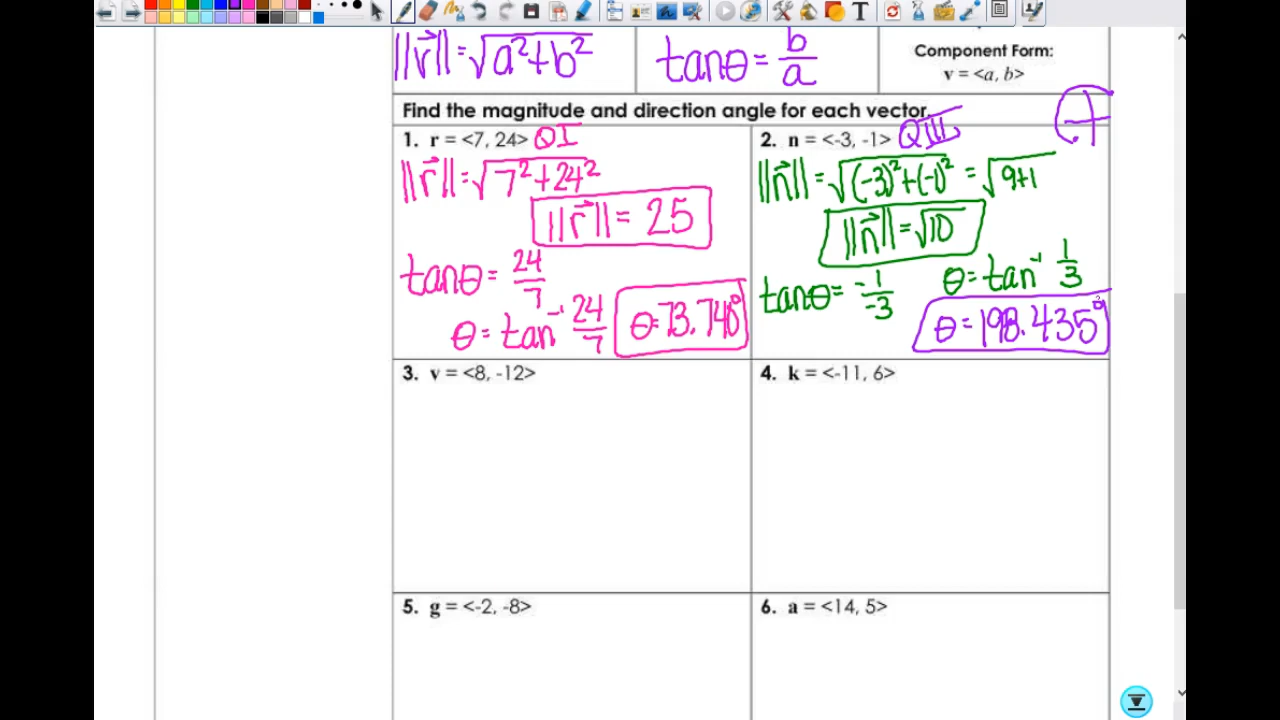 ||v|| = √a² + b²
tanθ = b/a
Component Form:
v = <a, b>
Find the magnitude and direction angle for each vector.
1. r = <7, 24> QI
||r|| = √7² + 24²
||r|| = 25
tanθ = 24/7
θ = tan⁻¹ 24/7
θ = 73.740°
2. n = <-3, -1> QIII
||n|| = √(-3)² + (-1)² = √9+1
||n|| = √10
tanθ = -1/-3
θ = tan⁻¹ 1/3
θ = 198.435°
3. v = <8, -12>
4. k = <-11, 6>
5. g = <-2, -8>
6. a = <14, 5>